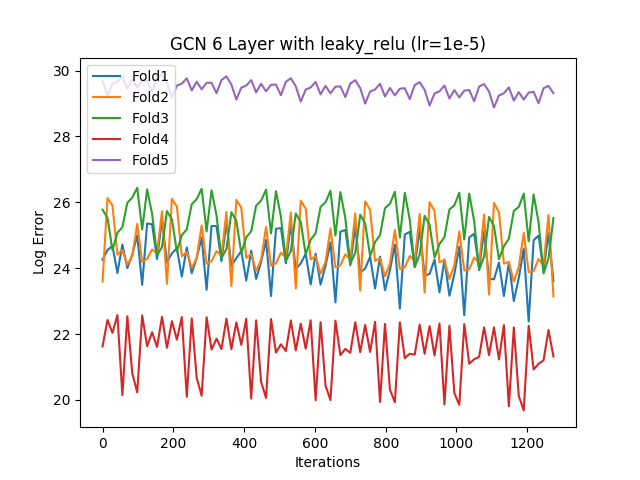 GCN 6 Layer with leaky_relu (lr=1e-5)
Fold1
Fold2
Fold3
Fold4
Fold5
Log Error
30
28
26
24
22
20
0 200 400 600 800 1000 1200
Iterations